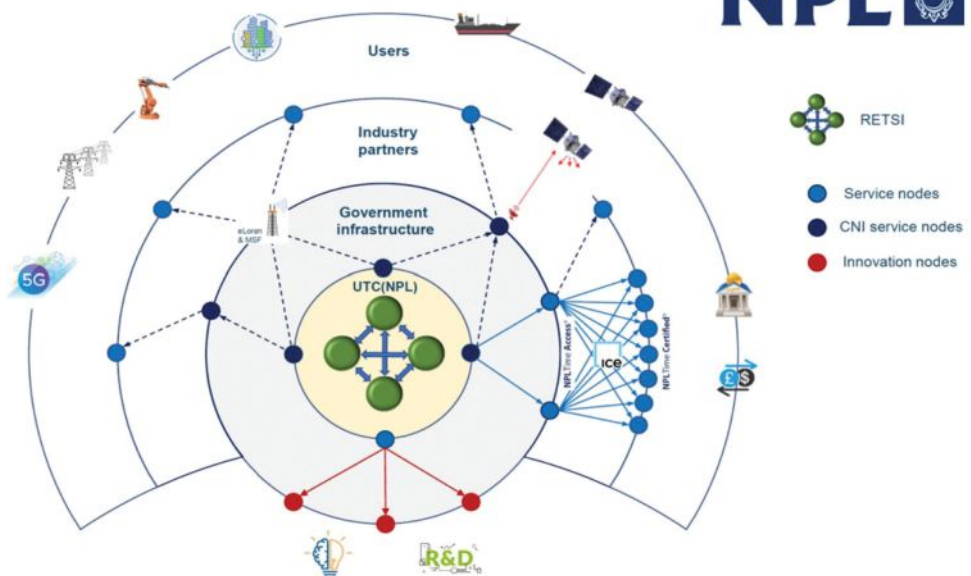 NPL
Users
Industry
partners
Government
infrastructure
eLoran
& MSF
UTC(NPL)
5G
NPLTime Access
ice
NPLTime Certified
£ $
R&D
RETSI
Service nodes
CNI service nodes
Innovation nodes